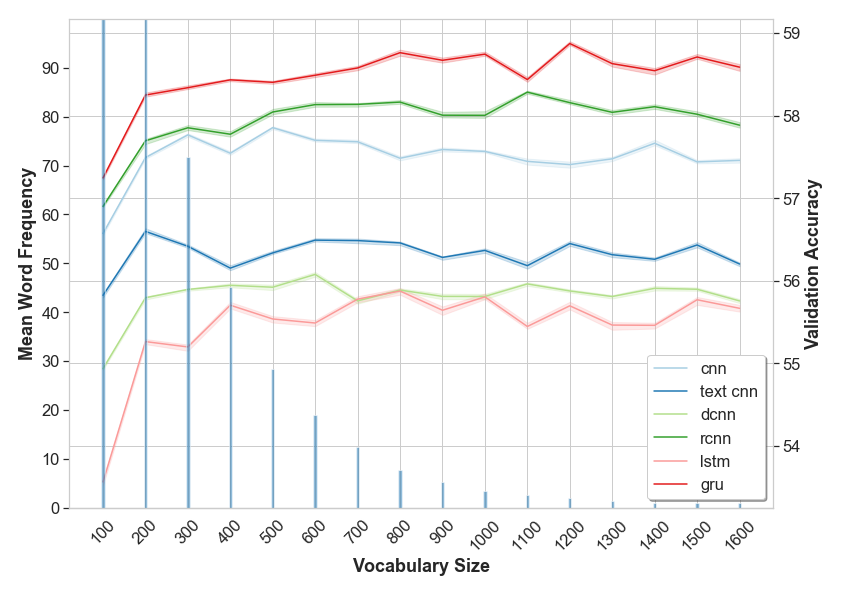 59
90
80
58
70
57
60
50
56
40
30
55
20
54
10
0
Mean Word Frequency
Validation Accuracy
cnn
text cnn
dcnn
rcnn
lstm
gru
100 200 300 400 500 600 700 800 900 1000 1100 1200 1300 1400 1500 1600
Vocabulary Size